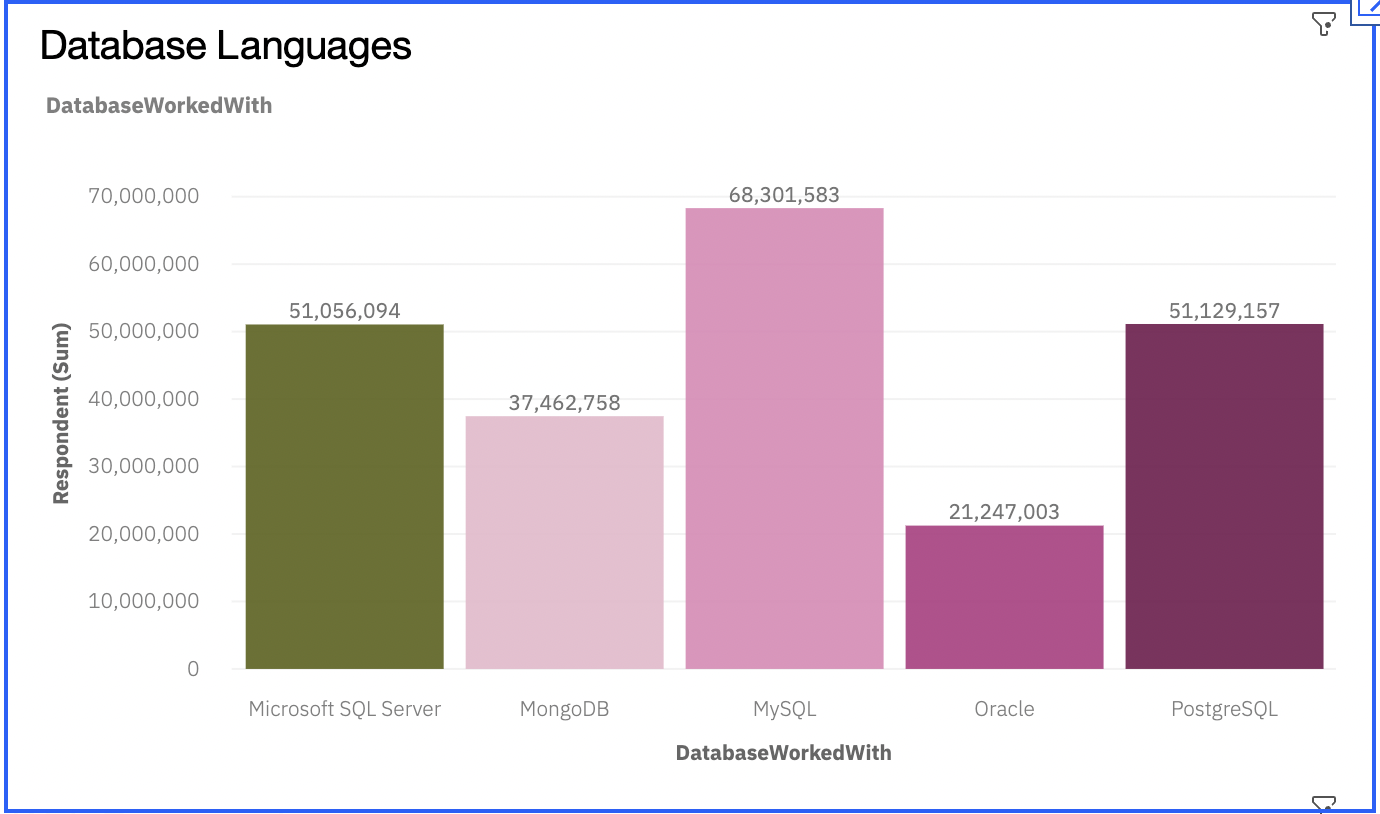 Database Languages
DatabaseWorkedWith
70,000,000
60,000,000
50,000,000
40,000,000
30,000,000
20,000,000
10,000,000
0
Respondent (Sum)
51,056,094
37,462,758
68,301,583
21,247,003
51,129,157
Microsoft SQL Server
MongoDB
MySQL
Oracle
PostgreSQL
DatabaseWorkedWith